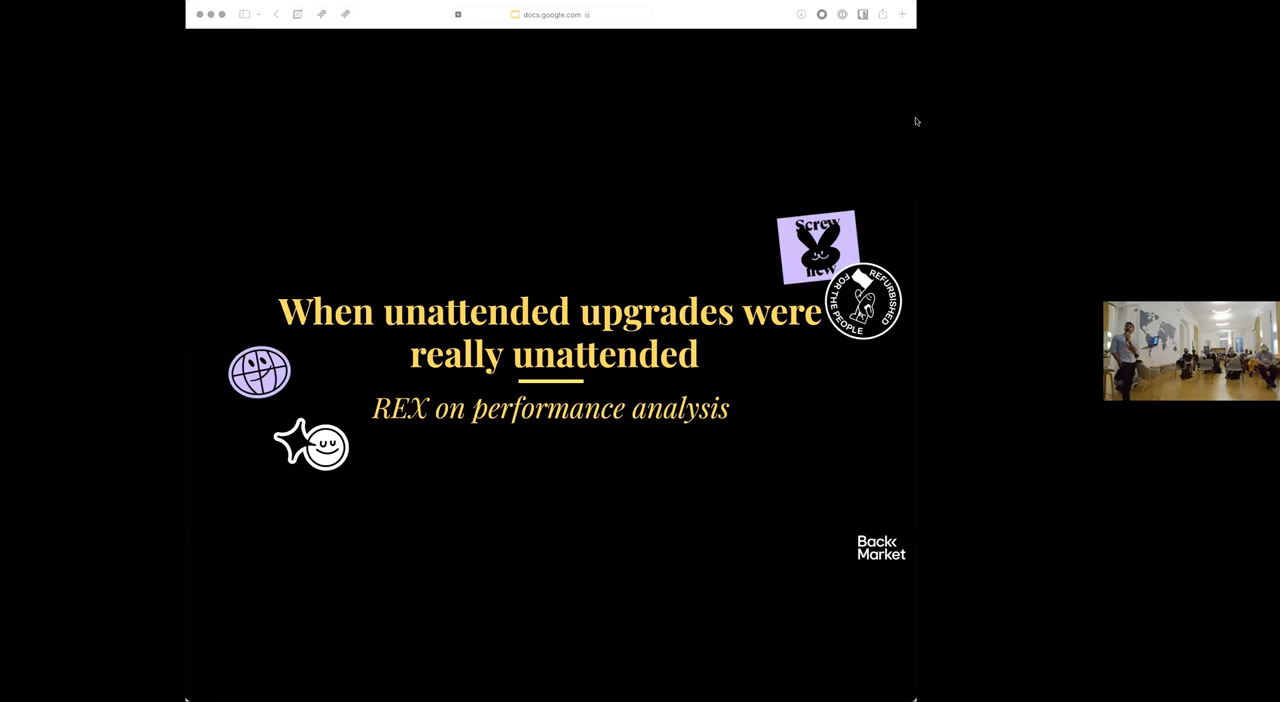 docs.google.com
Screw
new
REFURBISHED
FOR THE PEOPLE
When unattended upgrades were
really unattended
REX on performance analysis
Back
Market